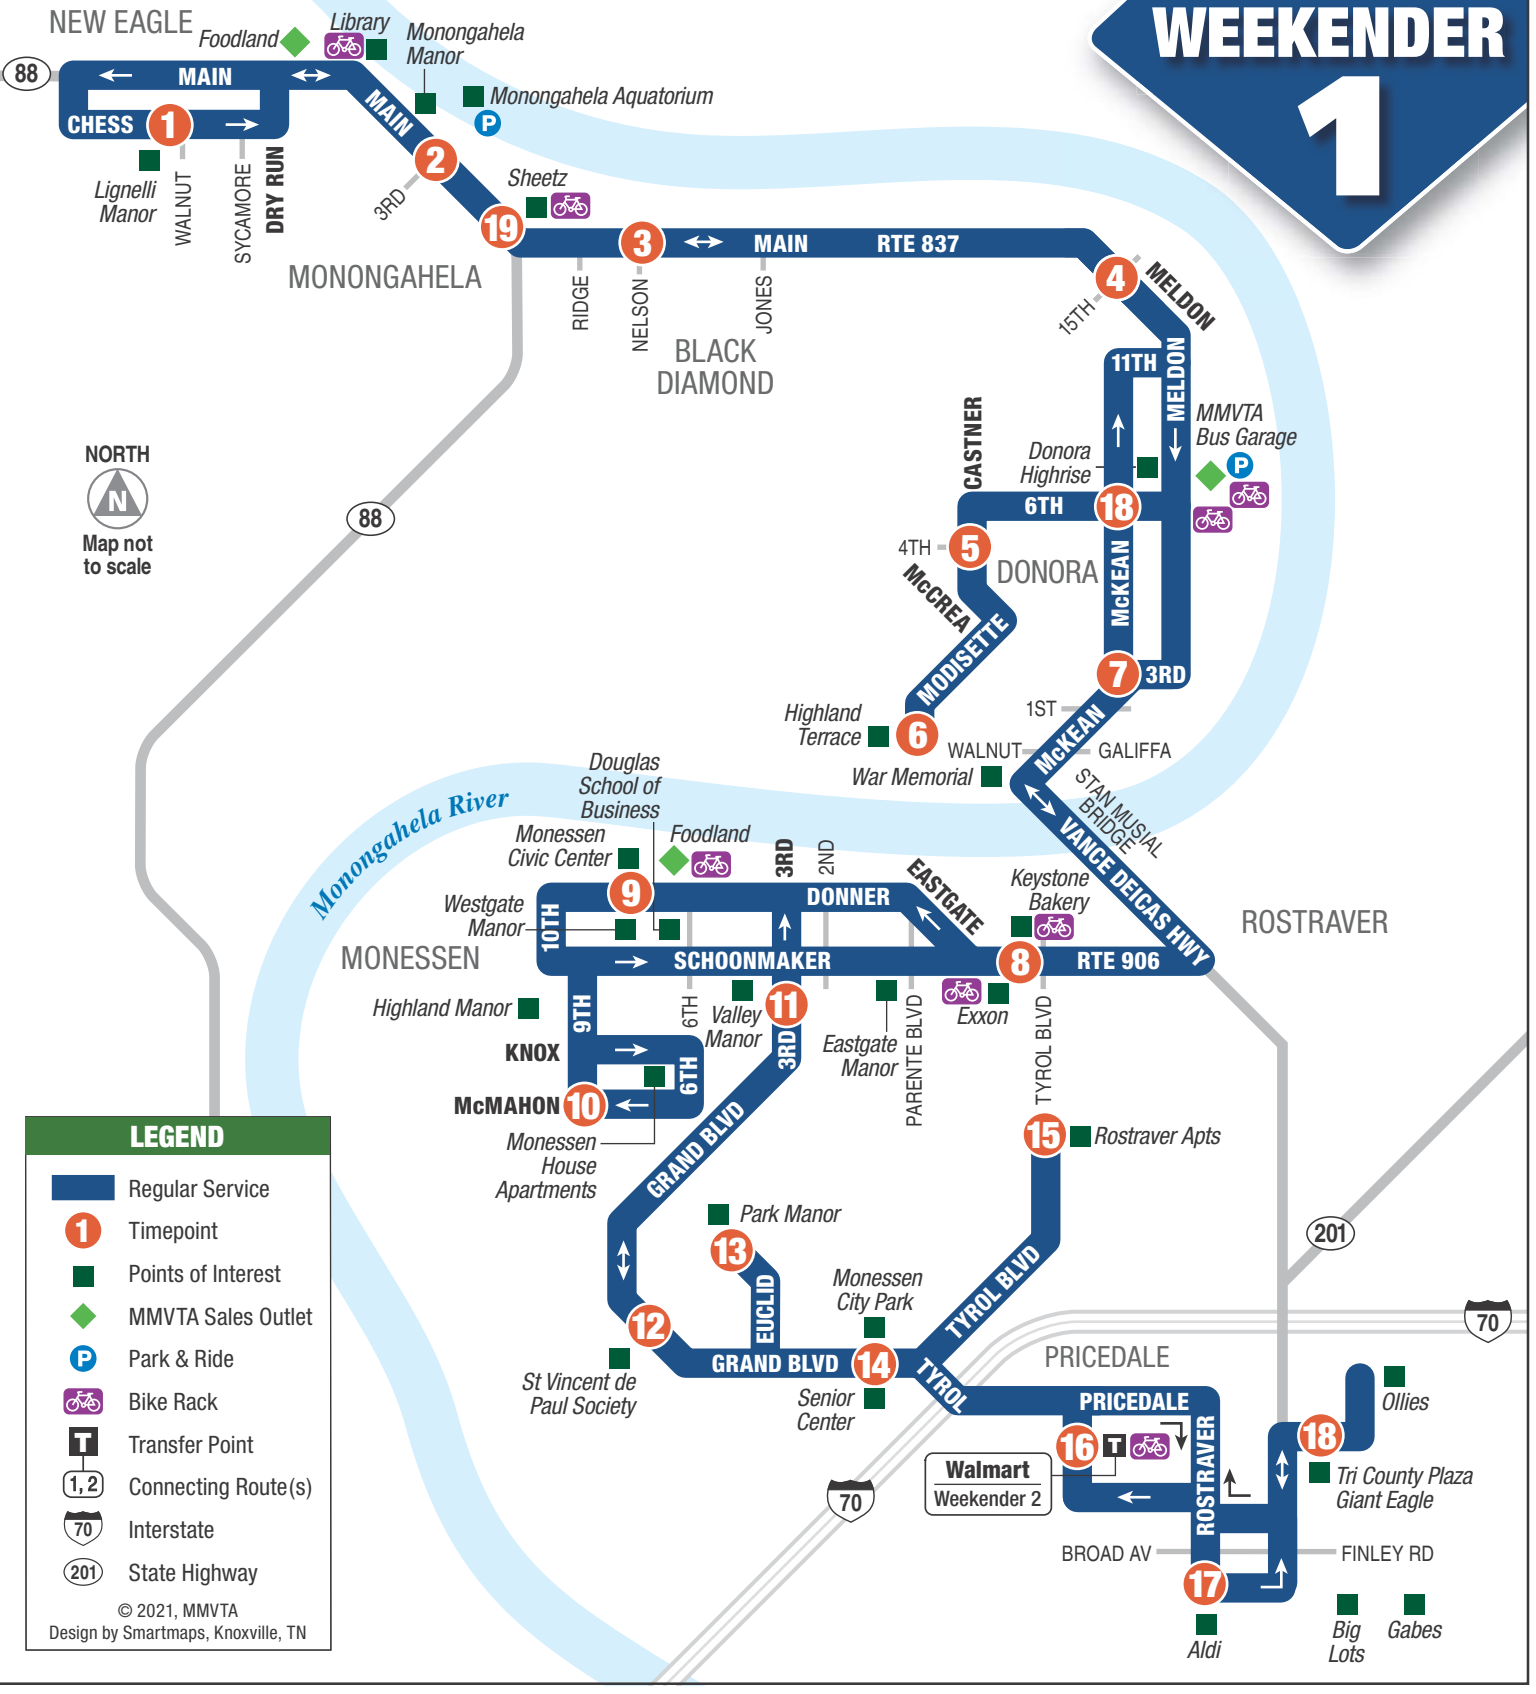 WEEKENDER
1
NEW EAGLE
Foodland
Library
Monongahela
Manor
88
MAIN
MAIN
Monongahela Aquatorium
P
CHESS
1
2
Lignelli
Manor
WALNUT
SYCAMORE
DRY RUN
3RD
Sheetz
19
3
MAIN
RTE 837
MONONGAHELA
RIDGE
NELSON
JONES
BLACK
DIAMOND
4
15TH
MELDON
11TH
MELDON
MMVTA
Bus Garage
P
CASTNER
Donora
Highrise
6TH
18
NORTH
N
Map not
to scale
88
4TH
5
DONORA
McKEAN
McCREA
MODISETTE
7
3RD
Highland
Terrace
6
1ST
McKEAN
WALNUT
GALIFFA
War Memorial
STAN MUSIAL
BRIDGE
VANCE DEICAS HWY
Monongahela River
Douglas
School of
Business
Monessen
Civic Center
Foodland
3RD
2ND
9
DONNER
EASTGATE
Keystone
Bakery
ROSTRAVER
Westgate
Manor
10TH
MONESSEN
SCHOONMAKER
8
RTE 906
Highland Manor
9TH
6TH
Valley
Manor
11
3RD
Eastgate
Manor
PARENTE BLVD
Exxon
TYROL BLVD
KNOX
6TH
McMAHON
10
Monessen
House
Apartments
GRAND BLVD
15
Rostraver Apts
Park Manor
13
EUCLID
12
Monessen
City Park
TYROL BLVD
201
70
GRAND BLVD
14
TYROL
PRICEDALE
St Vincent de
Paul Society
Senior
Center
PRICEDALE
Ollies
16
T
ROSTRAVER
18
Walmart
Weekender 2
Tri County Plaza
Giant Eagle
70
BROAD AV
FINLEY RD
17
Aldi
Big
Lots
Gabes
LEGEND
Regular Service
1
Timepoint
Points of Interest
MMVTA Sales Outlet
P
Park & Ride
Bike Rack
T
Transfer Point
1, 2
Connecting Route(s)
70
Interstate
201
State Highway
© 2021, MMVTA
Design by Smartmaps, Knoxville, TN